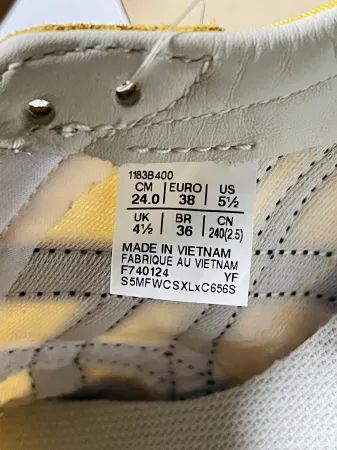 1183B400
CM EURO US
24.0 38 5½
UK BR CN
4½ 36 240(2.5)
MADE IN VIETNAM
FABRIQUE AU VIETNAM
F740124 YF
S5MFWCSXLxC656S